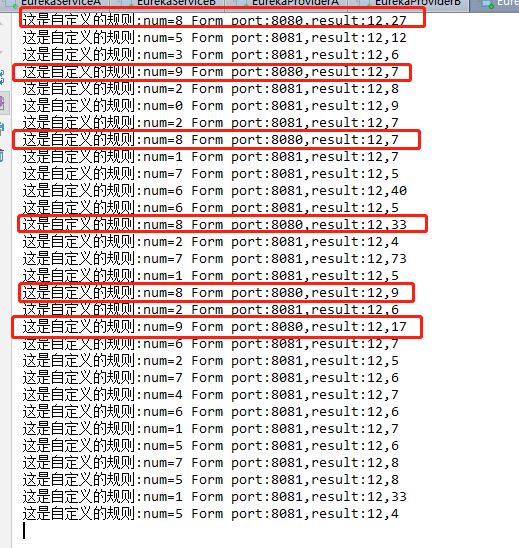 EurekaServiceA EurekaServiceB EurekaProviderA EurekaProviderB
这是自定义的规则:num=8 Form port:8080,result:12,27
这是自定义的规则:num=5 Form port:8081,result:12,12
这是自定义的规则:num=3 Form port:8081,result:12,6
这是自定义的规则:num=9 Form port:8080,result:12,7
这是自定义的规则:num=2 Form port:8081,result:12,8
这是自定义的规则:num=0 Form port:8081,result:12,9
这是自定义的规则:num=2 Form port:8081,result:12,7
这是自定义的规则:num=8 Form port:8080,result:12,7
这是自定义的规则:num=1 Form port:8081,result:12,7
这是自定义的规则:num=7 Form port:8081,result:12,5
这是自定义的规则:num=6 Form port:8081,result:12,40
这是自定义的规则:num=6 Form port:8081,result:12,5
这是自定义的规则:num=8 Form port:8080,result:12,33
这是自定义的规则:num=2 Form port:8081,result:12,4
这是自定义的规则:num=7 Form port:8081,result:12,73
这是自定义的规则:num=1 Form port:8081,result:12,5
这是自定义的规则:num=8 Form port:8080,result:12,9
这是自定义的规则:num=2 Form port:8081,result:12,6
这是自定义的规则:num=9 Form port:8080,result:12,17
这是自定义的规则:num=6 Form port:8081,result:12,7
这是自定义的规则:num=2 Form port:8081,result:12,5
这是自定义的规则:num=7 Form port:8081,result:12,6
这是自定义的规则:num=4 Form port:8081,result:12,7
这是自定义的规则:num=6 Form port:8081,result:12,6
这是自定义的规则:num=1 Form port:8081,result:12,7
这是自定义的规则:num=5 Form port:8081,result:12,6
这是自定义的规则:num=7 Form port:8081,result:12,8
这是自定义的规则:num=5 Form port:8081,result:12,8
这是自定义的规则:num=1 Form port:8081,result:12,33
这是自定义的规则:num=5 Form port:8081,result:12,4